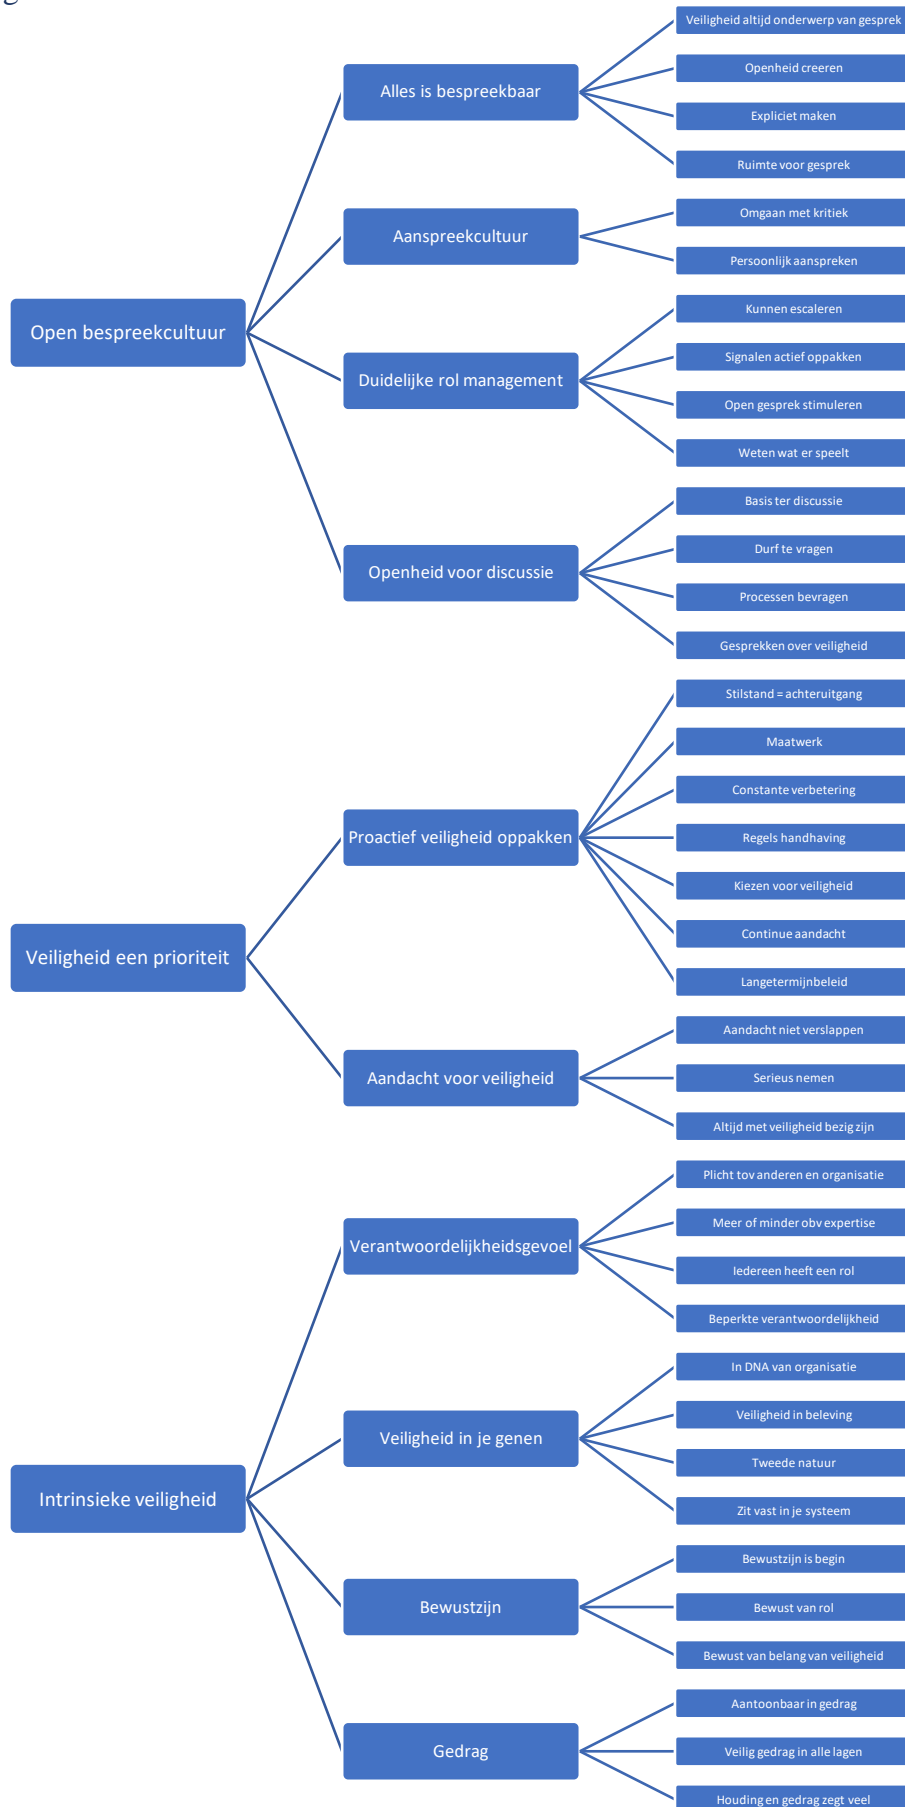 g
Open bespreekcultuur
Alles is bespreekbaar
Veiligheid altijd onderwerp van gesprek
Openheid creeren
Expliciet maken
Ruimte voor gesprek
Aanspreekcultuur
Omgaan met kritiek
Persoonlijk aanspreken
Duidelijke rol management
Kunnen escaleren
Signalen actief oppakken
Open gesprek stimuleren
Weten wat er speelt
Openheid voor discussie
Basis ter discussie
Durf te vragen
Processen bevragen
Gesprekken over veiligheid
Veiligheid een prioriteit
Proactief veiligheid oppakken
Stilstand = achteruitgang
Maatwerk
Constante verbetering
Regels handhaving
Kiezen voor veiligheid
Continue aandacht
Langetermijnbeleid
Aandacht voor veiligheid
Aandacht niet verslappen
Serieus nemen
Altijd met veiligheid bezig zijn
Intrinsieke veiligheid
Verantwoordelijkheidsgevoel
Plicht tov anderen en organisatie
Meer of minder obv expertise
Iedereen heeft een rol
Beperkte verantwoordelijkheid
Veiligheid in je genen
In DNA van organisatie
Veiligheid in beleving
Tweede natuur
Zit vast in je systeem
Bewustzijn
Bewustzijn is begin
Bewust van rol
Bewust van belang van veiligheid
Gedrag
Aantoonbaar in gedrag
Veilig gedrag in alle lagen
Houding en gedrag zegt veel